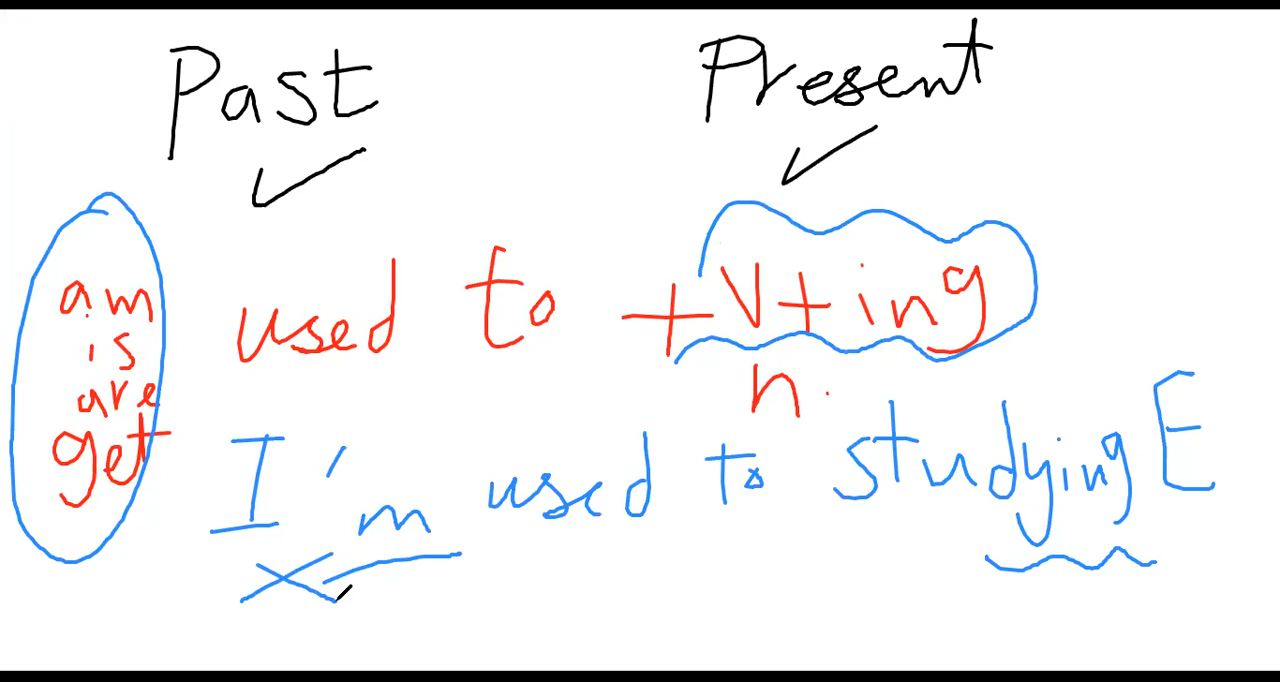 Past Present
am
is
are
get
used to + V+ing
n.
I'm used to studying E